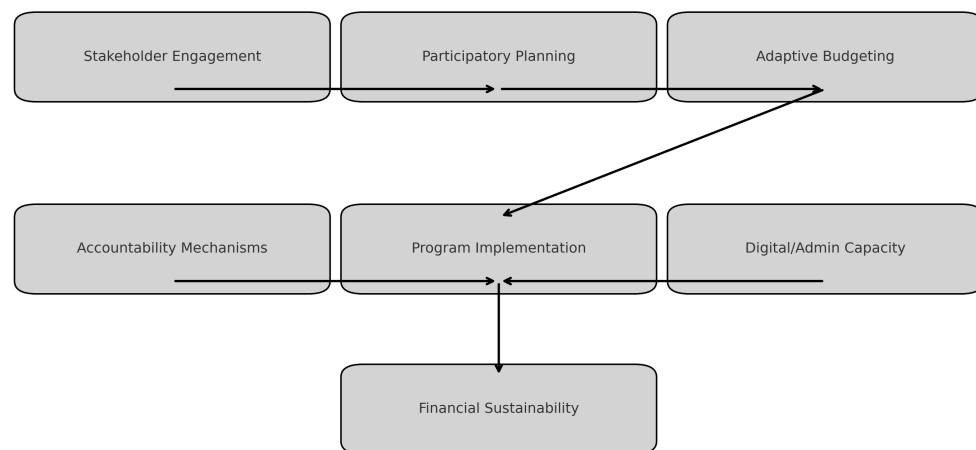 Stakeholder Engagement
Participatory Planning
Adaptive Budgeting
Accountability Mechanisms
Program Implementation
Digital/Admin Capacity
Financial Sustainability